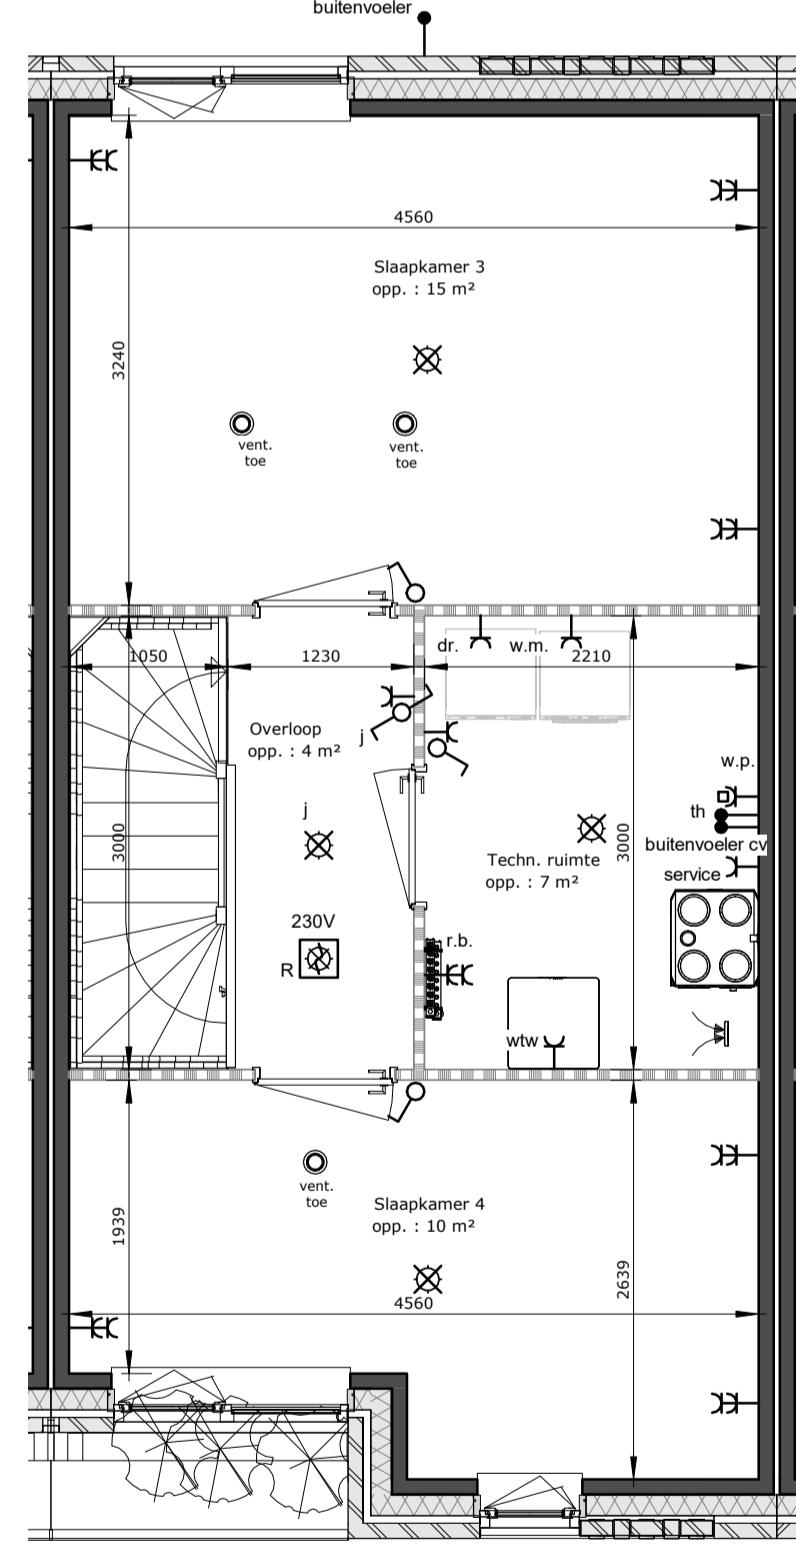 buitenvoeler
4560
Slaapkamer 3
opp. : 15 m²
3240
vent.
toe
vent.
toe
dr.
w.m.
1050
1230
2210
Overloop
opp. : 4 m²
j
w.p.
j
th
3000
3000
buitenvoeler cv
Techn. ruimte
opp. : 7 m²
service
230V
R
r.b.
wtw
vent.
toe
Slaapkamer 4
opp. : 10 m²
1939
2639
4560